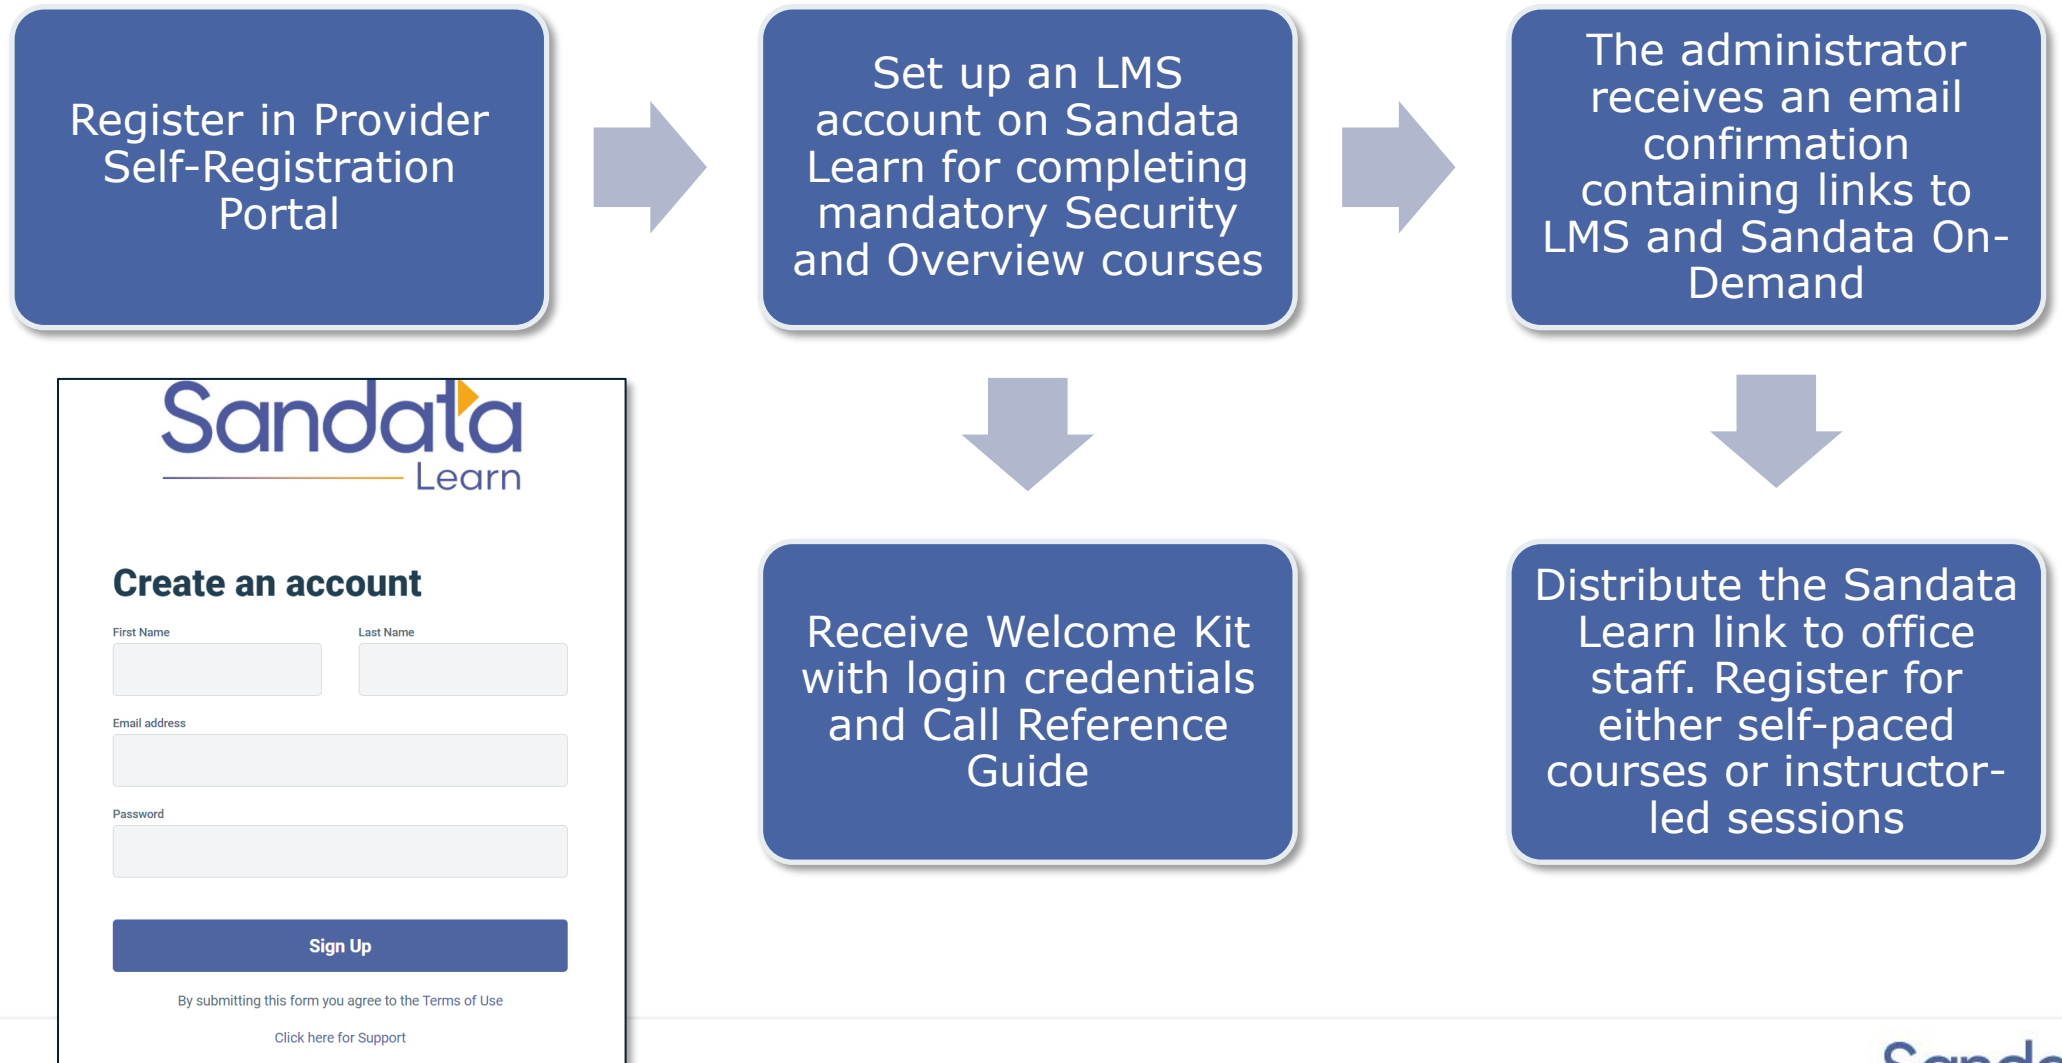 Register in Provider
Self-Registration
Portal
Set up an LMS
account on Sandata
Learn for completing
mandatory Security
and Overview courses
The administrator
receives an email
confirmation
containing links to
LMS and Sandata On-
Demand
Sandata
Learn
Create an account
First Name
Last Name
Email address
Password
Sign Up
By submitting this form you agree to the Terms of Use
Click here for Support
Receive Welcome Kit
with login credentials
and Call Reference
Guide
Distribute the Sandata
Learn link to office
staff. Register for
either self-paced
courses or instructor-
led sessions